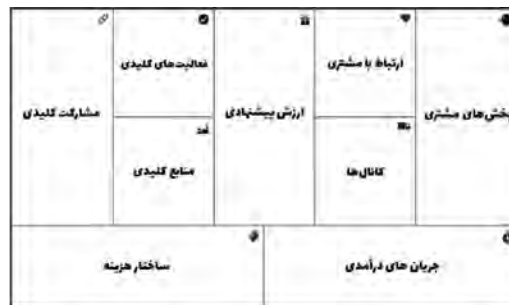 بخش‌های مشتری
ارتباط با مشتری
کانال‌ها
ارزش پیشنهادی
فعالیت‌های کلیدی
منابع کلیدی
مشارکت کلیدی
جریان های درآمدی
ساختار هزینه